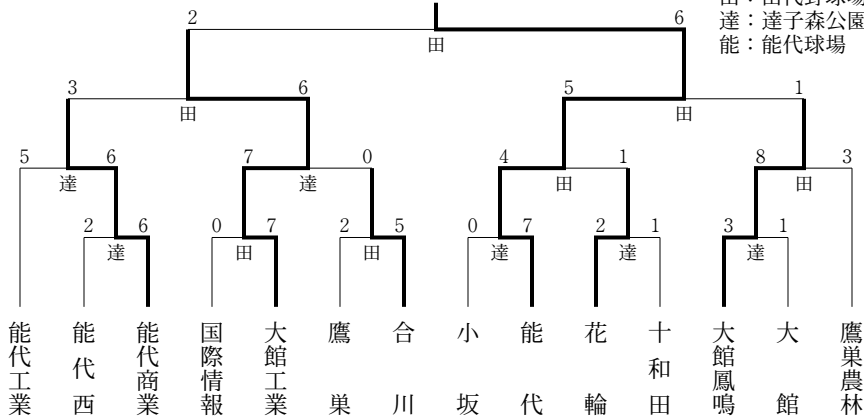 田：田代野球場
達：達子森公園
能：能代球場
2 6
田
3 6 5 1
田 田
5 6 7 0 4 1 8 3
達 達 田 田
2 6 0 7 2 5 0 7 2 1 3 1
達 田 田 達 達 達
能代工業
能代西
能代商業
国際情報
大館工業
鷹巣
合川
小坂
能代
花輪
十和田
大館鳳鳴
大館
鷹巣農林